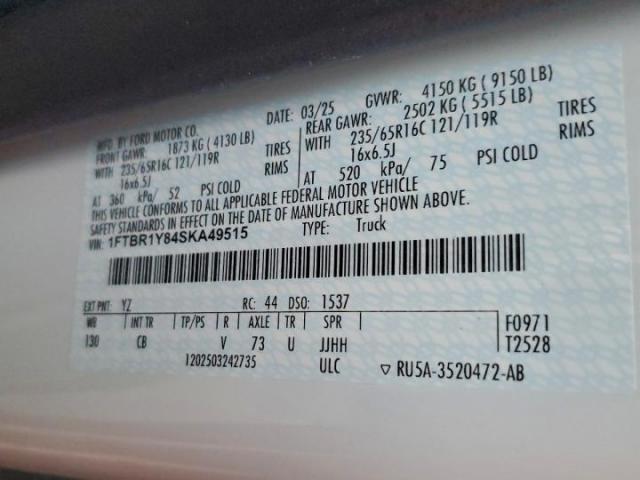 MFD. BY FORD MOTOR CO. DATE: 03/25 GVWR: 4150 KG ( 9150 LB)
FRONT GAWR: 1873 KG ( 4130 LB) REAR GAWR: 2502 KG ( 5515 LB)
WITH 235/65R16C 121/119R TIRES WITH 235/65R16C 121/119R TIRES
16x6.5J RIMS 16x6.5J RIMS
AT 360 kPa/ 52 PSI COLD AT 520 kPa/ 75 PSI COLD
THIS VEHICLE CONFORMS TO ALL APPLICABLE FEDERAL MOTOR VEHICLE
SAFETY STANDARDS IN EFFECT ON THE DATE OF MANUFACTURE SHOWN ABOVE.
VIN: 1FTBR1Y84SKA49515 TYPE: Truck
EXT PNT: YZ RC: 44 DSO: 1537
WB INT TR TP/PS R AXLE TR SPR F0971
130 CB V 73 U JJHH T2528
1202503242735 ULC ▽ RU5A-3520472-AB